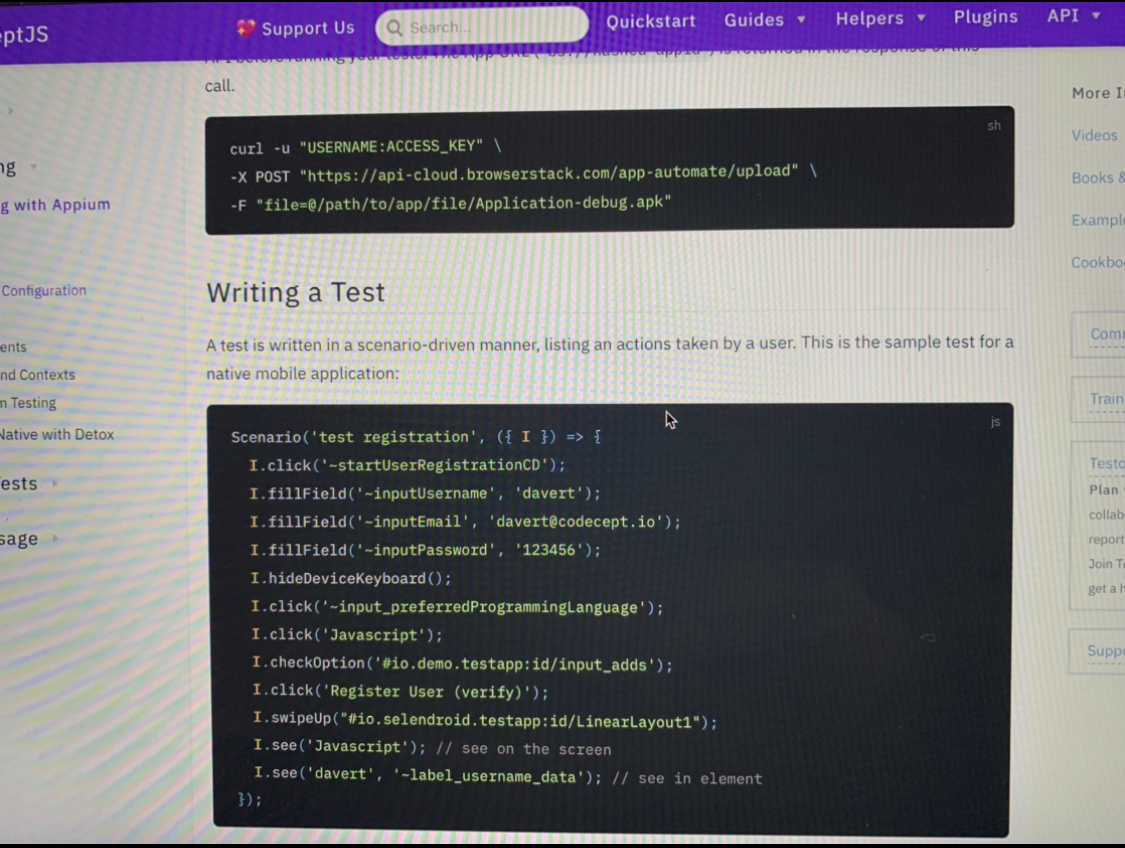 eptJS
💖 Support Us
Search...
Quickstart
Guides
Helpers
Plugins
API
call.
sh
curl -u "USERNAME:ACCESS_KEY" \
-X POST "https://api-cloud.browserstack.com/app-automate/upload" \
-F "file=@/path/to/app/file/Application-debug.apk"
Writing a Test
A test is written in a scenario-driven manner, listing an actions taken by a user. This is the sample test for a
native mobile application:
js
Scenario('test registration', ({ I }) => {
  I.click('~startUserRegistrationCD');
  I.fillField('~inputUsername', 'davert');
  I.fillField('~inputEmail', 'davert@codecept.io');
  I.fillField('~inputPassword', '123456');
  I.hideDeviceKeyboard();
  I.click('~input_preferredProgrammingLanguage');
  I.click('Javascript');
  I.checkOption('#io.demo.testapp:id/input_adds');
  I.click('Register User (verify)');
  I.swipeUp("#io.selendroid.testapp:id/LinearLayout1");
  I.see('Javascript'); // see on the screen
  I.see('davert', '~label_username_data'); // see in element
});
ng
g with Appium
Configuration
ents
nd Contexts
n Testing
Native with Detox
ests
sage
More I
Videos
Books &
Exampl
Cookbo
Com
Train
Testo
Plan
collab
report
Join T
get a h
Supp